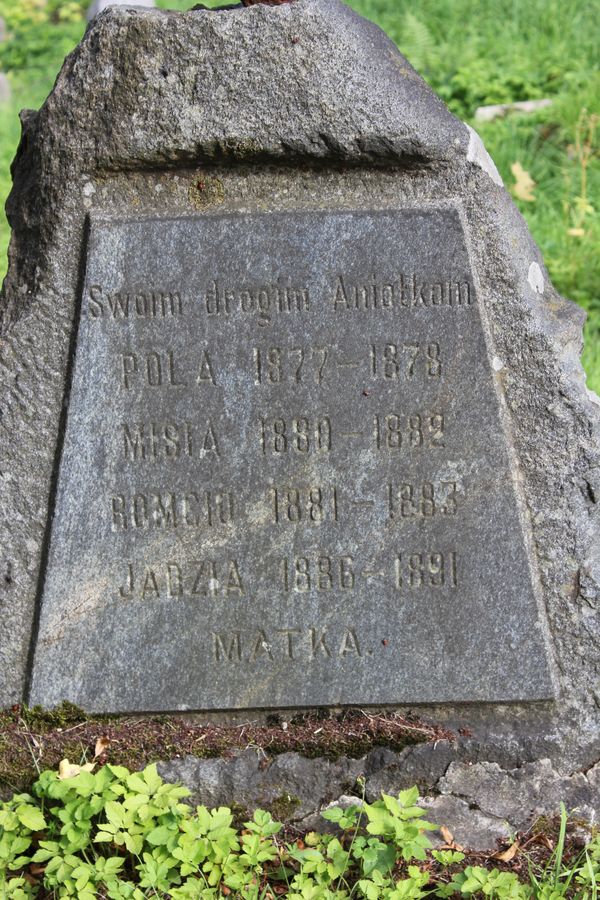 Swoim drogim Aniołkom
POLA 1877-1878
MISIA 1880-1882
ROMCIO 1881-1883
JADZIA 1886-1891
MATKA.